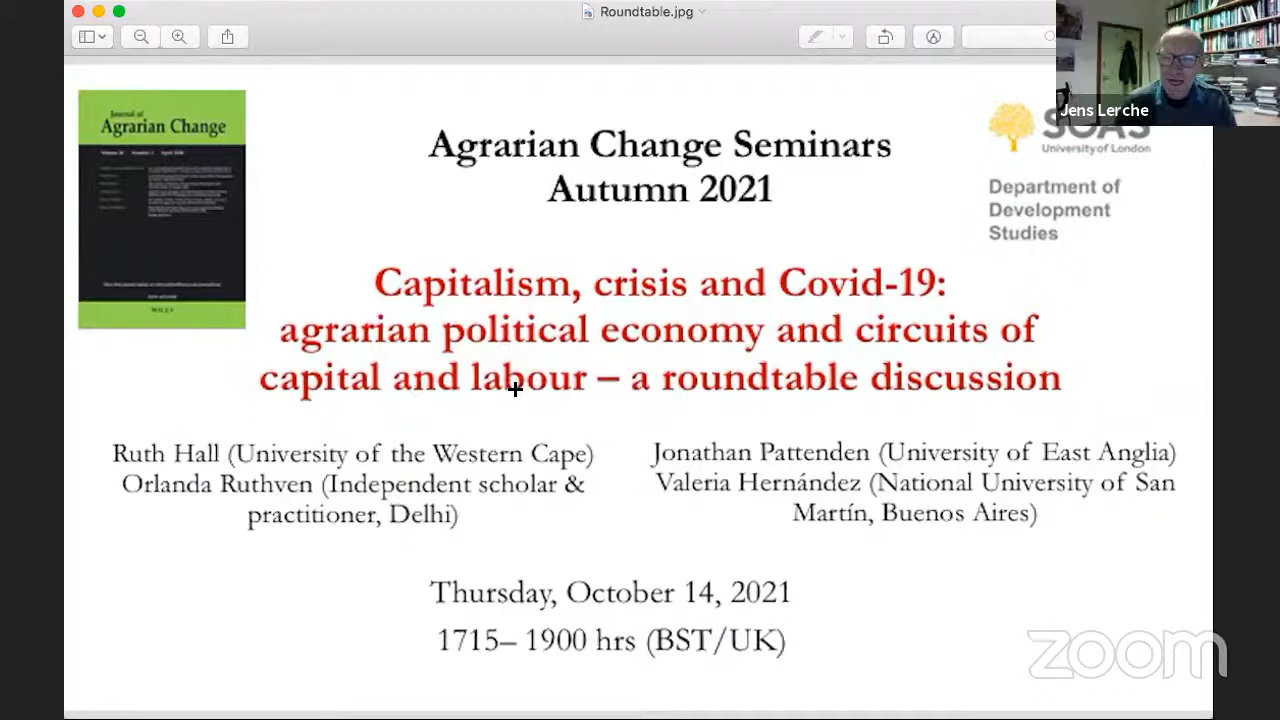 Roundtable.jpg
Jens Lerche
Journal of
Agrarian Change
WILEY
Agrarian Change Seminars
Autumn 2021
SOAS
University of London
Department of
Development
Studies
Capitalism, crisis and Covid-19:
agrarian political economy and circuits of
capital and labour – a roundtable discussion
Ruth Hall (University of the Western Cape)
Orlanda Ruthven (Independent scholar &
practitioner, Delhi)
Jonathan Pattenden (University of East Anglia)
Valeria Hernández (National University of San
Martín, Buenos Aires)
Thursday, October 14, 2021
1715– 1900 hrs (BST/UK)
zoom